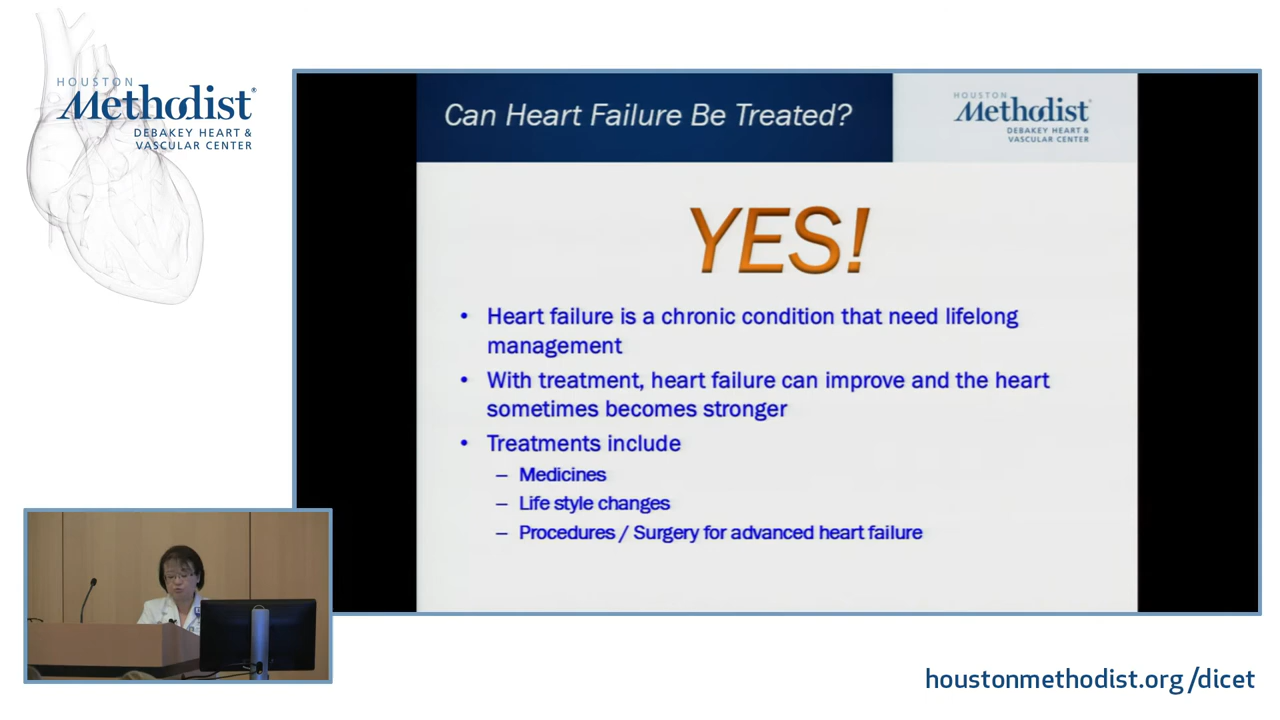 HOUSTON
Methodist®
DEBAKEY HEART &
VASCULAR CENTER
Can Heart Failure Be Treated?
HOUSTON
Methodist®
DEBAKEY HEART &
VASCULAR CENTER
YES!
• Heart failure is a chronic condition that need lifelong
management
• With treatment, heart failure can improve and the heart
sometimes becomes stronger
• Treatments include
– Medicines
– Life style changes
– Procedures / Surgery for advanced heart failure
houstonmethodist.org/dicet